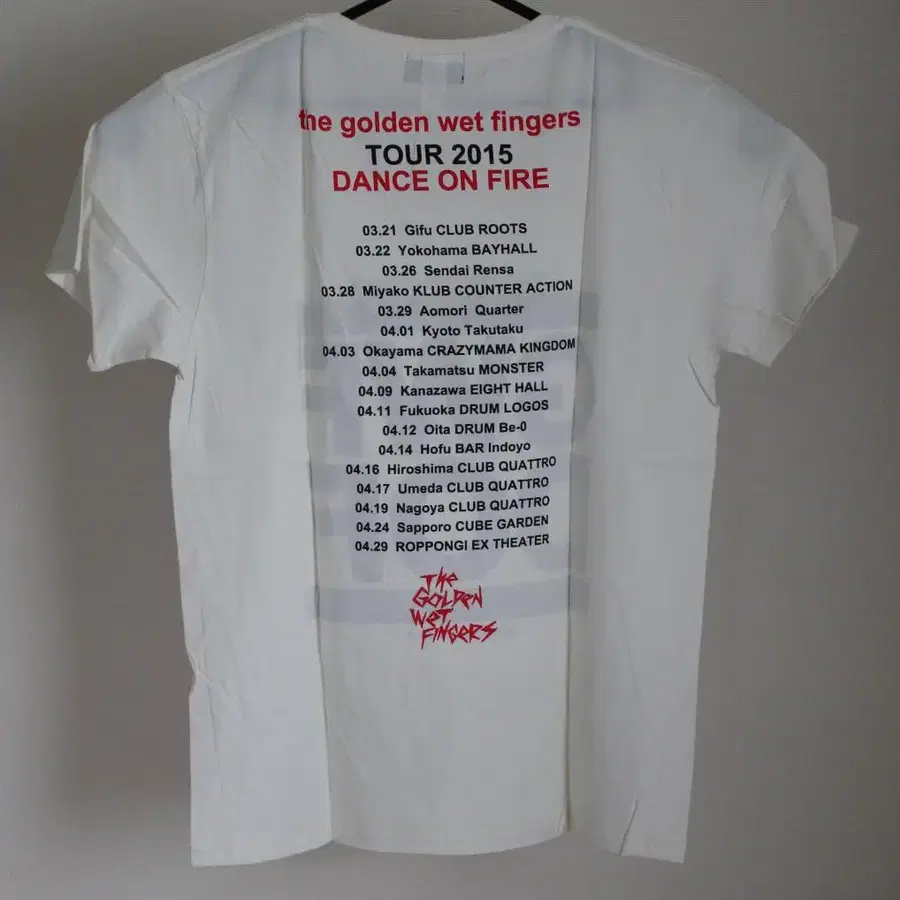 the golden wet fingers
TOUR 2015
DANCE ON FIRE
03.21 Gifu CLUB ROOTS
03.22 Yokohama BAYHALL
03.26 Sendai Rensa
03.28 Miyako KLUB COUNTER ACTION
03.29 Aomori Quarter
04.01 Kyoto Takutaku
04.03 Okayama CRAZYMAMA KINGDOM
04.04 Takamatsu MONSTER
04.09 Kanazawa EIGHT HALL
04.11 Fukuoka DRUM LOGOS
04.12 Oita DRUM Be-0
04.14 Hofu BAR Indoyo
04.16 Hiroshima CLUB QUATTRO
04.17 Umeda CLUB QUATTRO
04.19 Nagoya CLUB QUATTRO
04.24 Sapporo CUBE GARDEN
04.29 ROPPONGI EX THEATER
THE
GOLDEN
WET
FINGERS